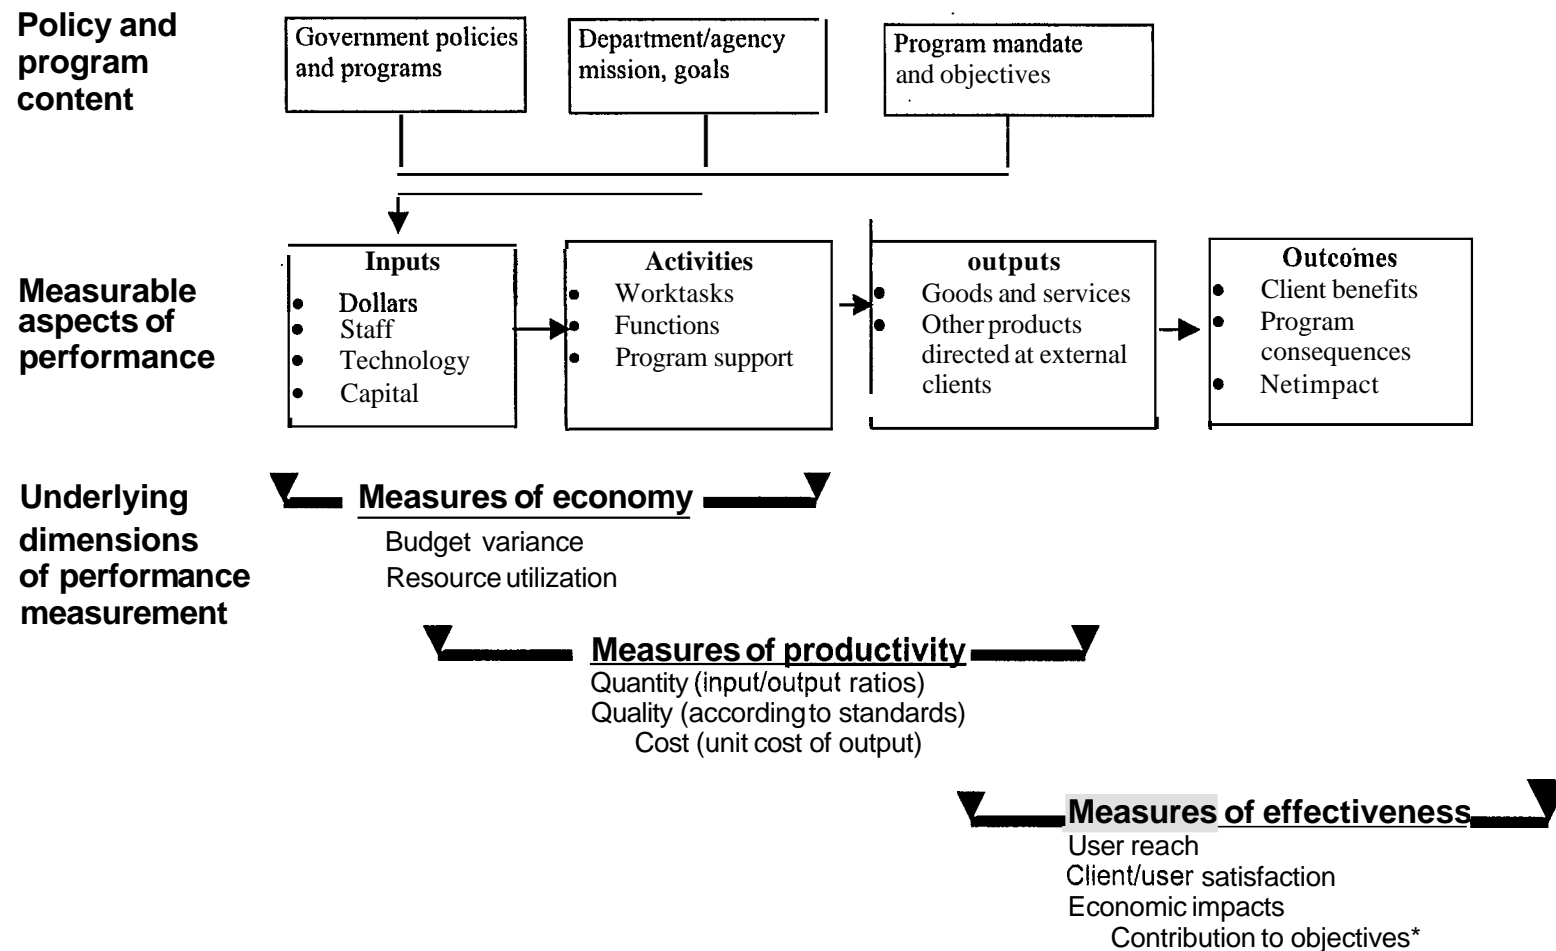 Policy and
program
content
Government policies
and programs
Department/agency
mission, goals
Program mandate
and objectives
Measurable
aspects of
performance
Inputs
Dollars
Staff
Technology
Capital
Activities
Worktasks
Functions
Program support
outputs
Goods and services
Other products
directed at external
clients
Outcomes
Client benefits
Program
consequences
Netimpact
Underlying
dimensions
of performance
measurement
Measures of economy
Budget variance
Resource utilization
Measures of productivity
Quantity (input/output ratios)
Quality (according to standards)
Cost (unit cost of output)
Measures of effectiveness
User reach
Client/user satisfaction
Economic impacts
Contribution to objectives*